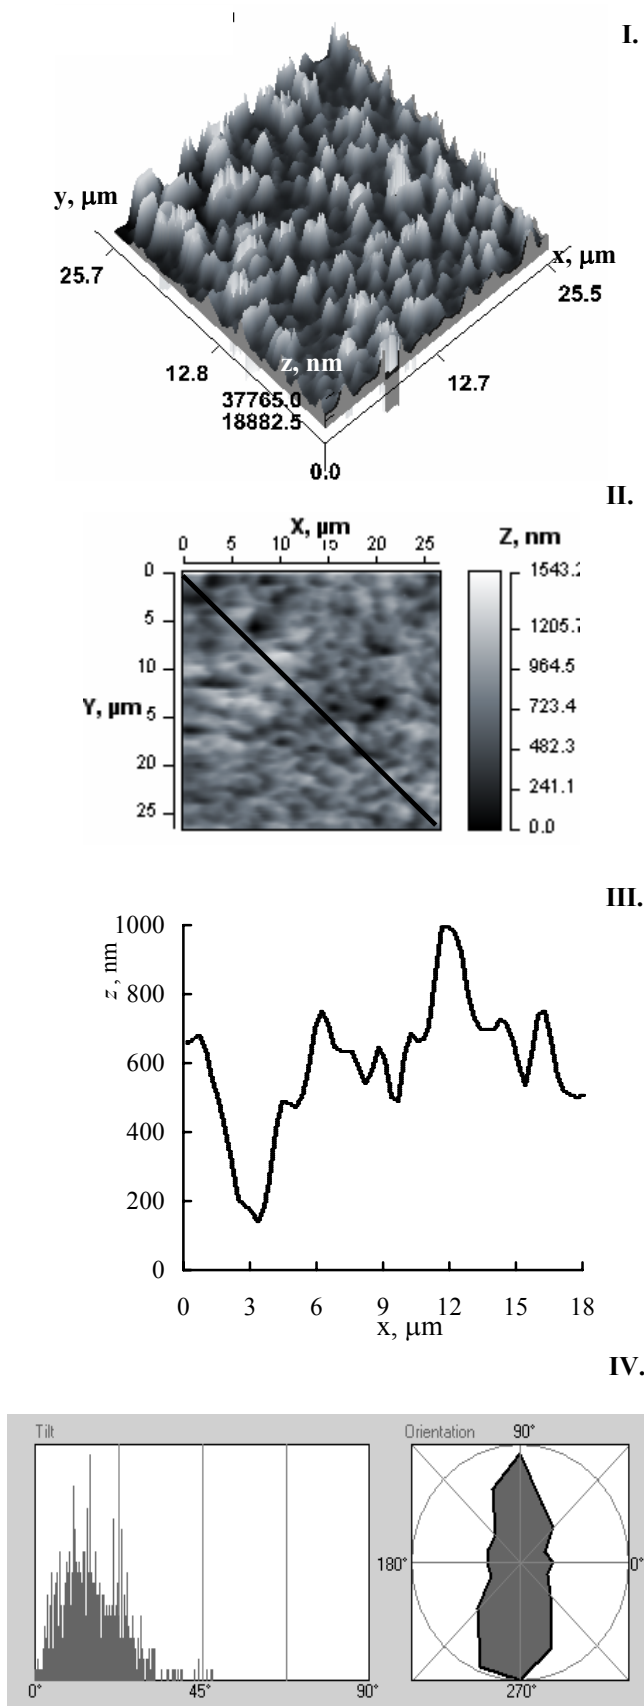 I.
y, μm
x, μm
25.7
25.5
z, nm
12.8
12.7
37765.0
18882.5
0.0
II.
X, μm
Z, nm
0 5 10 15 20 25
0
5
10
Y, μm 5
20
25
1543.2
1205.7
964.5
723.4
482.3
241.1
0.0
III.
z, nm
1000
800
600
400
200
0
0 3 6 9 12 15 18
x, μm
IV.
Tilt
Orientation
90°
180°
0°
270°
0°
45°
90°